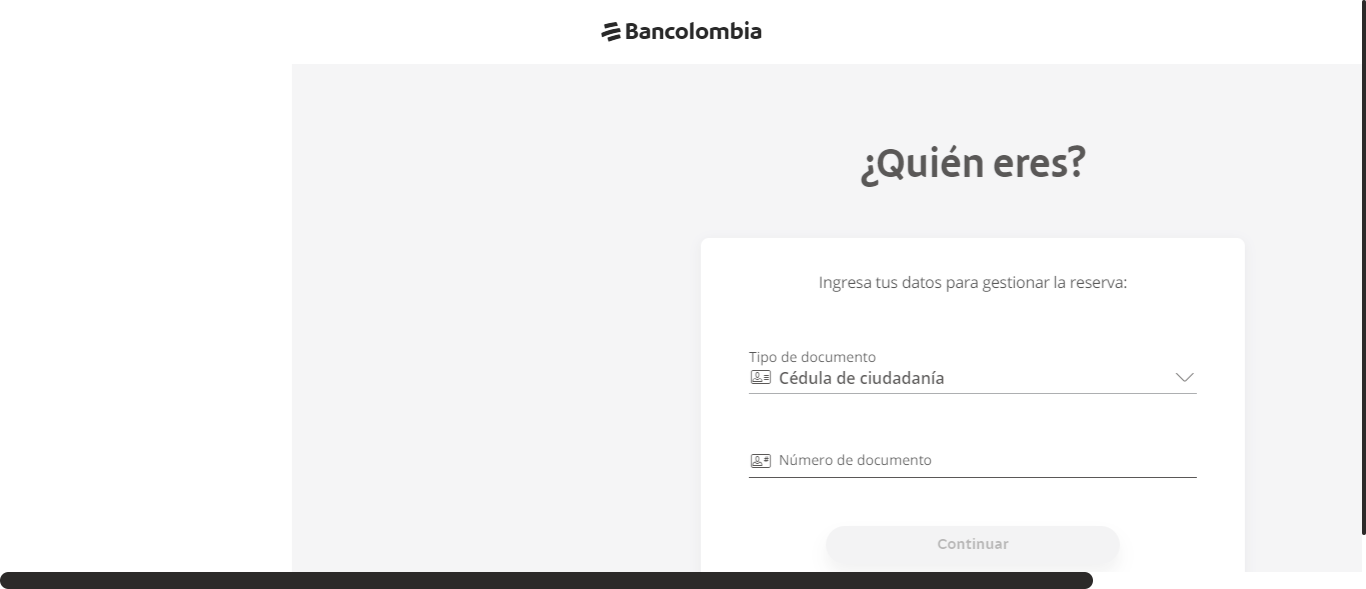 Bancolombia
¿Quién eres?
Ingresa tus datos para gestionar la reserva:
Tipo de documento
Cédula de ciudadanía
Número de documento
Continuar